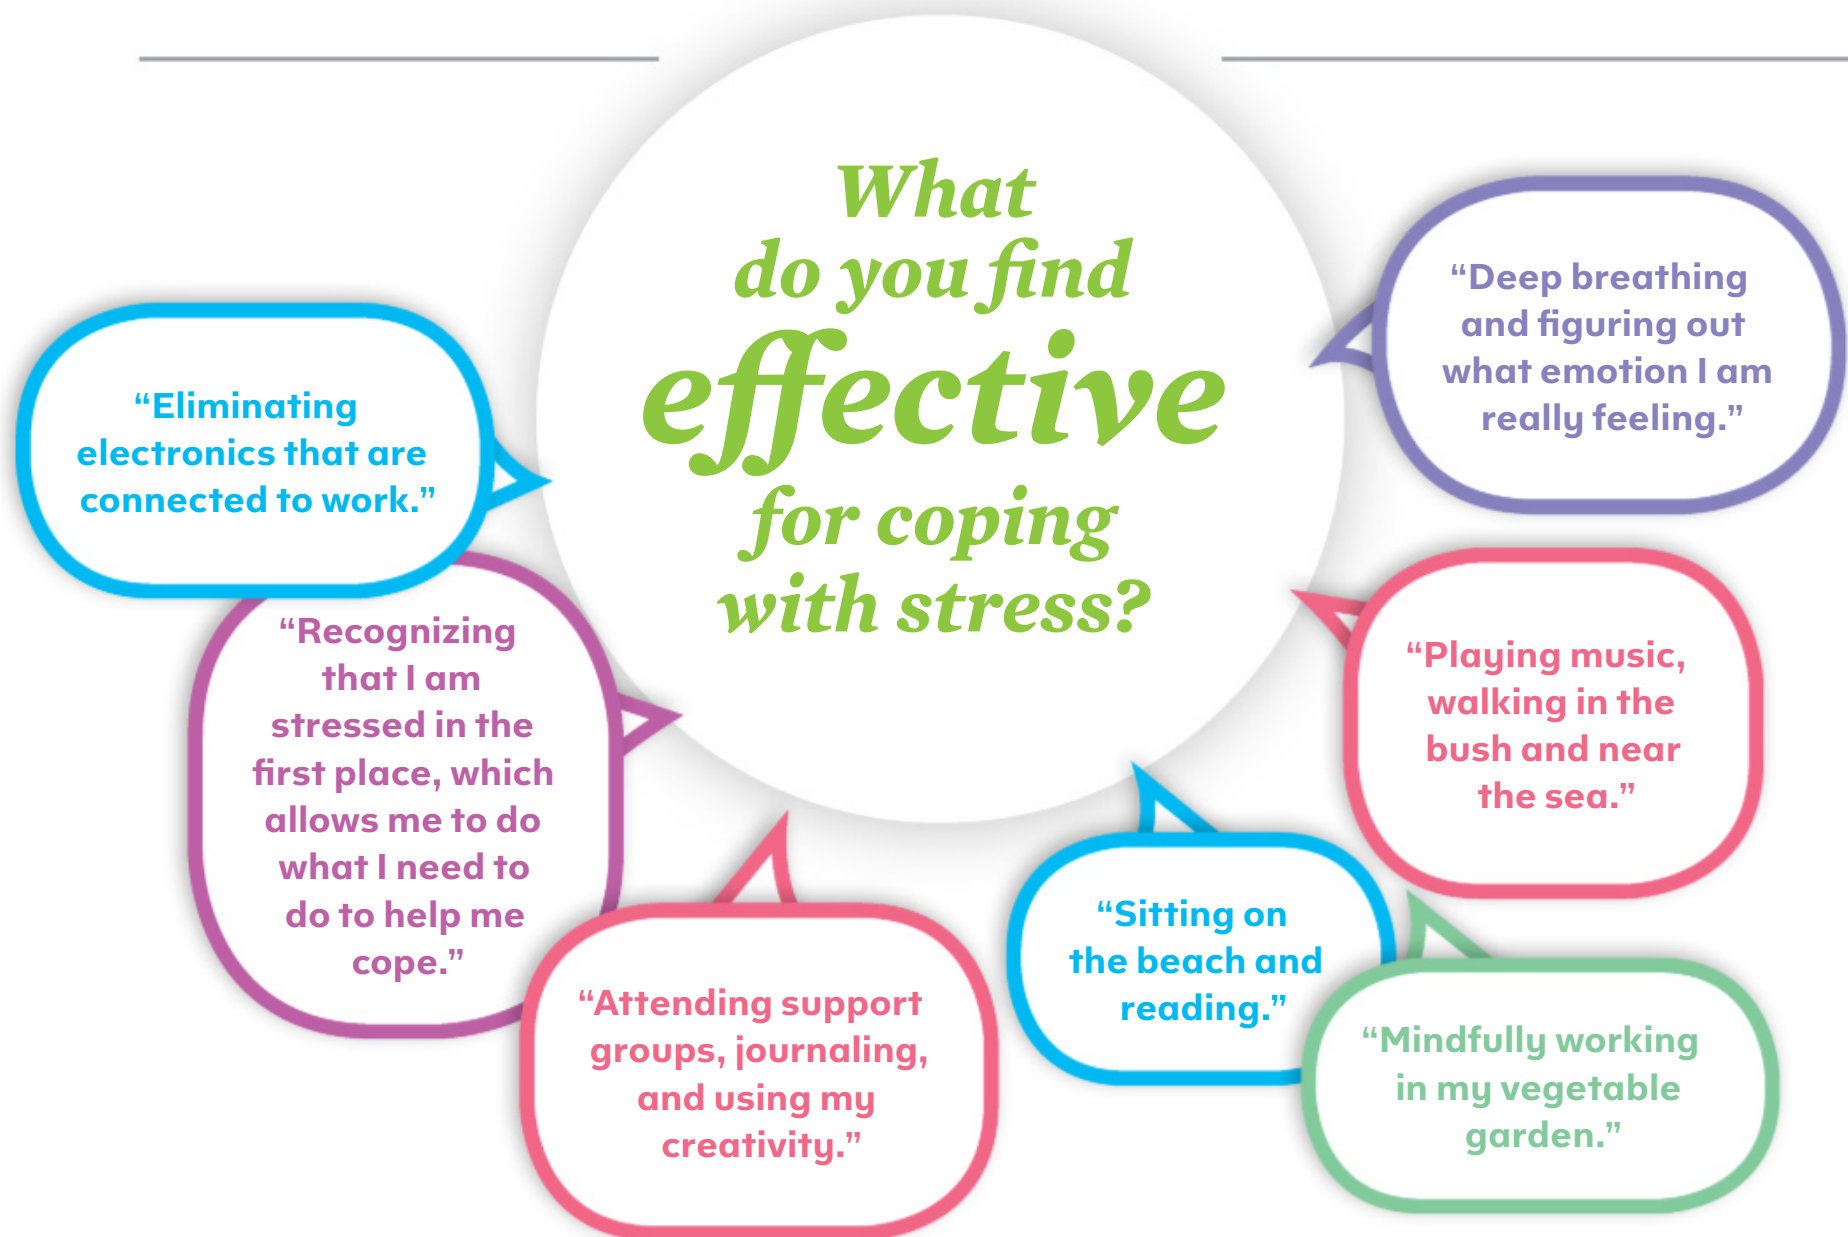 What
do you find
effective
for coping
with stress?
“Eliminating
electronics that are
connected to work.”
“Recognizing
that I am
stressed in the
first place, which
allows me to do
what I need to
do to help me
cope.”
“Attending support
groups, journaling,
and using my
creativity.”
“Sitting on
the beach and
reading.”
“Mindfully working
in my vegetable
garden.”
“Playing music,
walking in the
bush and near
the sea.”
“Deep breathing
and figuring out
what emotion I am
really feeling.”